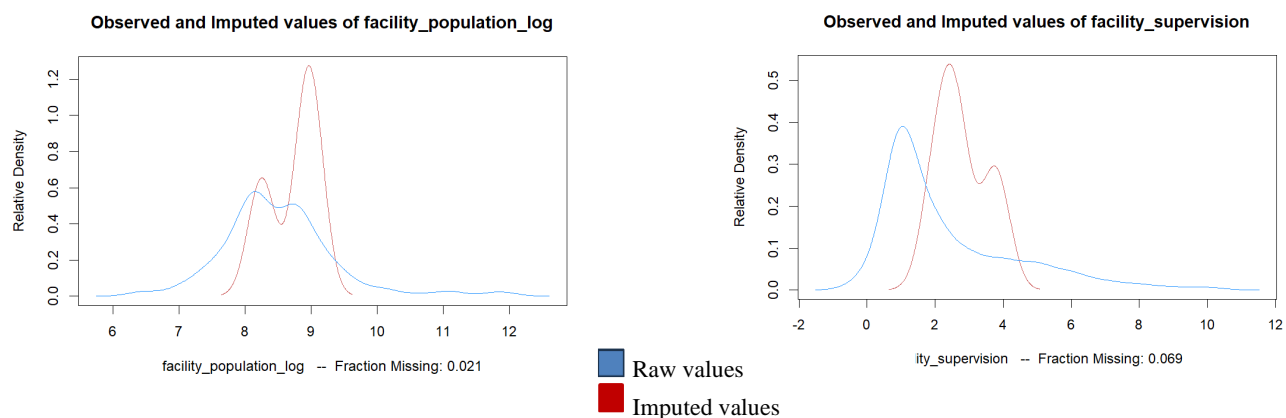 Observed and Imputed values of facility_population_log
Relative Density
1.2
1.0
0.8
0.6
0.4
0.2
0.0
6 7 8 9 10 11 12
facility_population_log -- Fraction Missing: 0.021
Observed and Imputed values of facility_supervision
Relative Density
0.5
0.4
0.3
0.2
0.1
0.0
-2 0 2 4 6 8 10 12
ity_supervision -- Fraction Missing: 0.069
Raw values
Imputed values